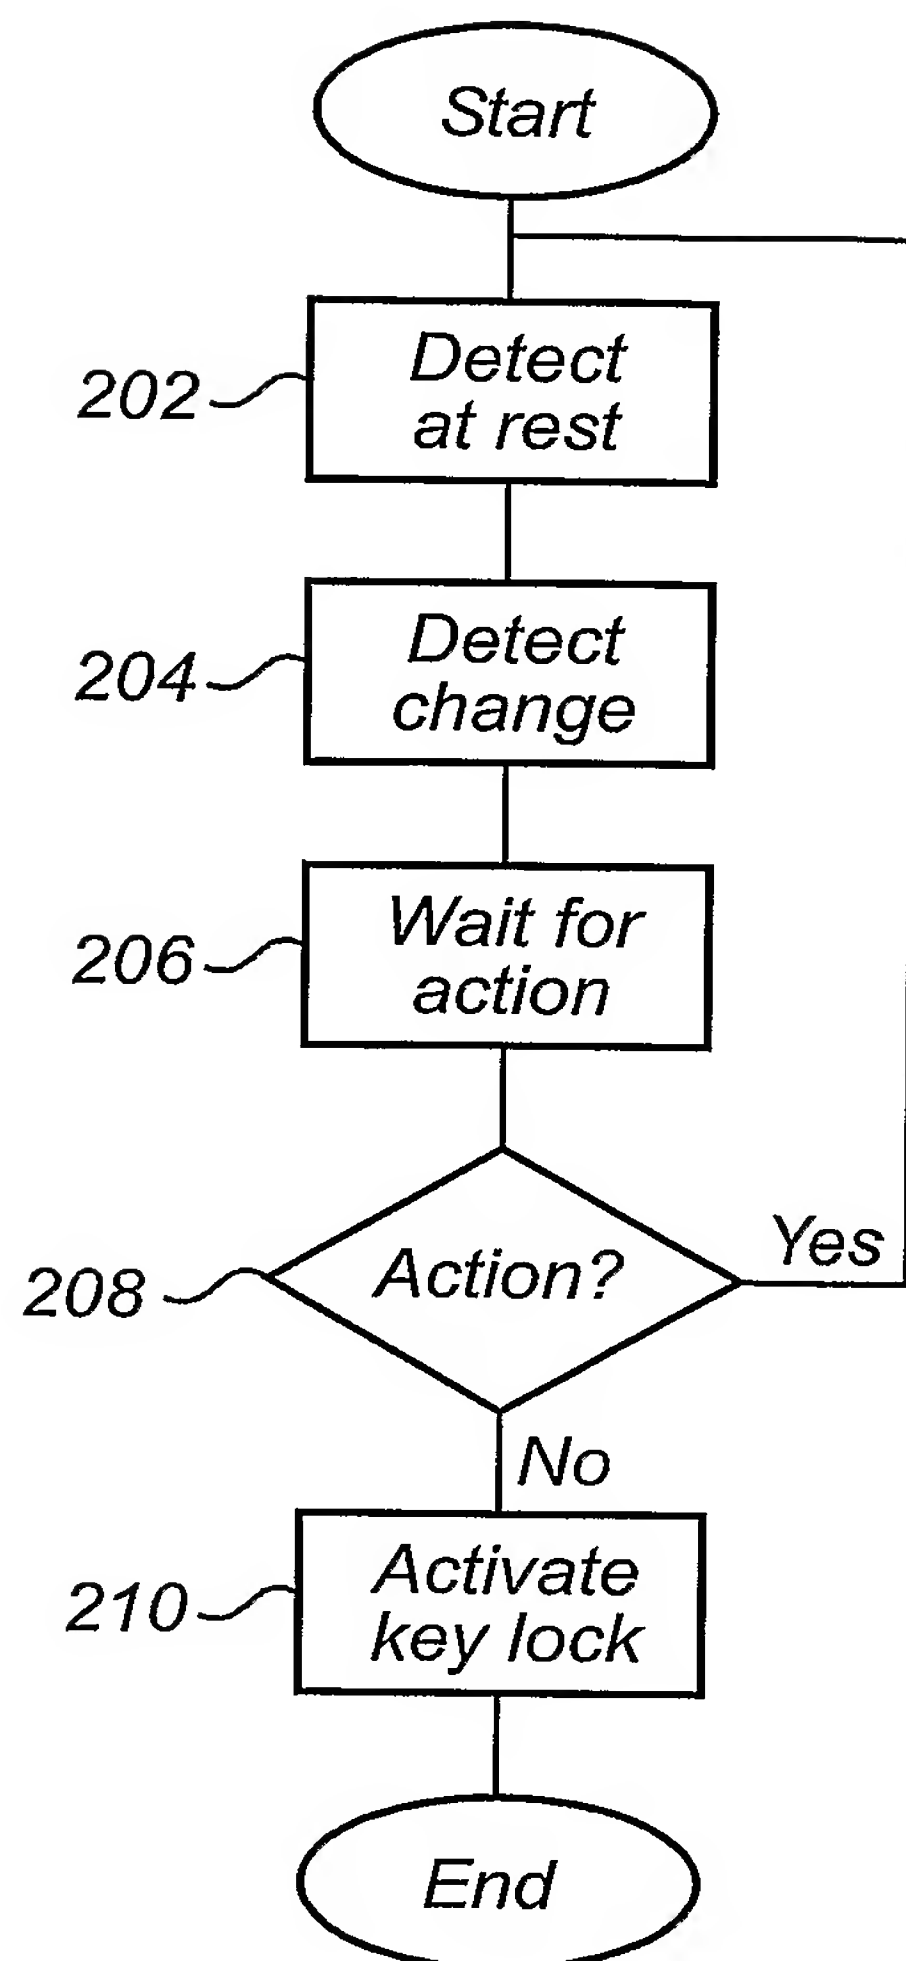 Start
202
Detect
at rest
204
Detect
change
206
Wait for
action
208
Action?
Yes
No
210
Activate
key lock
End